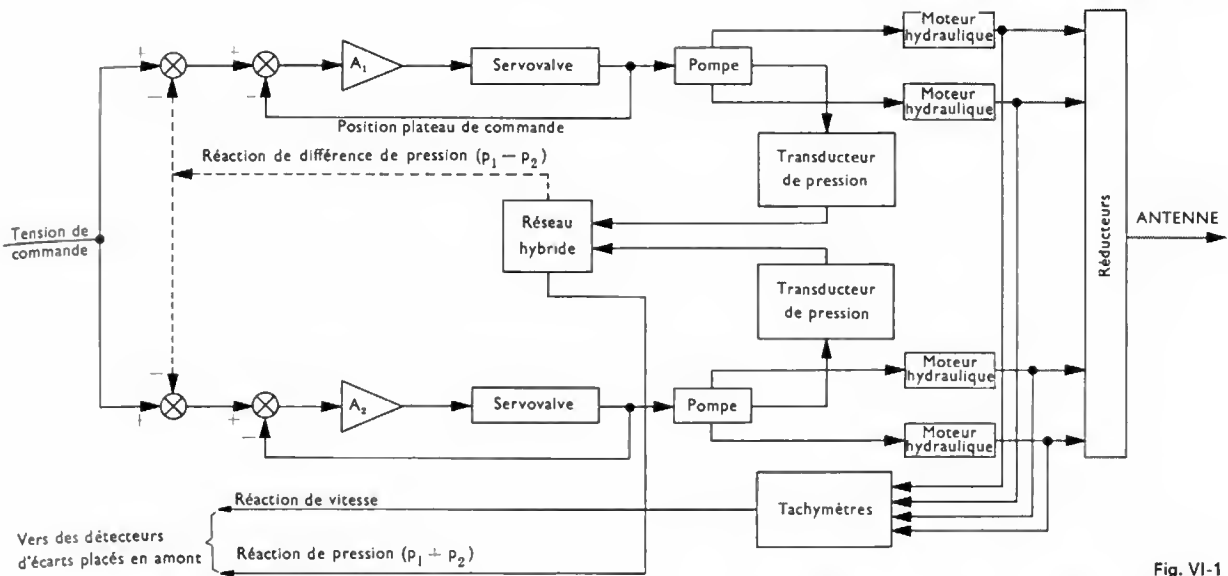 Moteur
hydraulique
+
+
A₁
Servovalve
Pompe
−
−
Moteur
hydraulique
Position plateau de commande
Réaction de différence de pression (p₁ − p₂)
Transducteur
de pression
Tension de
commande
Réseau
hybride
Réducteurs
ANTENNE
Transducteur
de pression
−
Moteur
hydraulique
+
+
A₂
Servovalve
Pompe
−
Moteur
hydraulique
Réaction de vitesse
Tachymètres
Vers des détecteurs
d'écarts placés en amont
Réaction de pression (p₁ + p₂)
Fig. VI-1